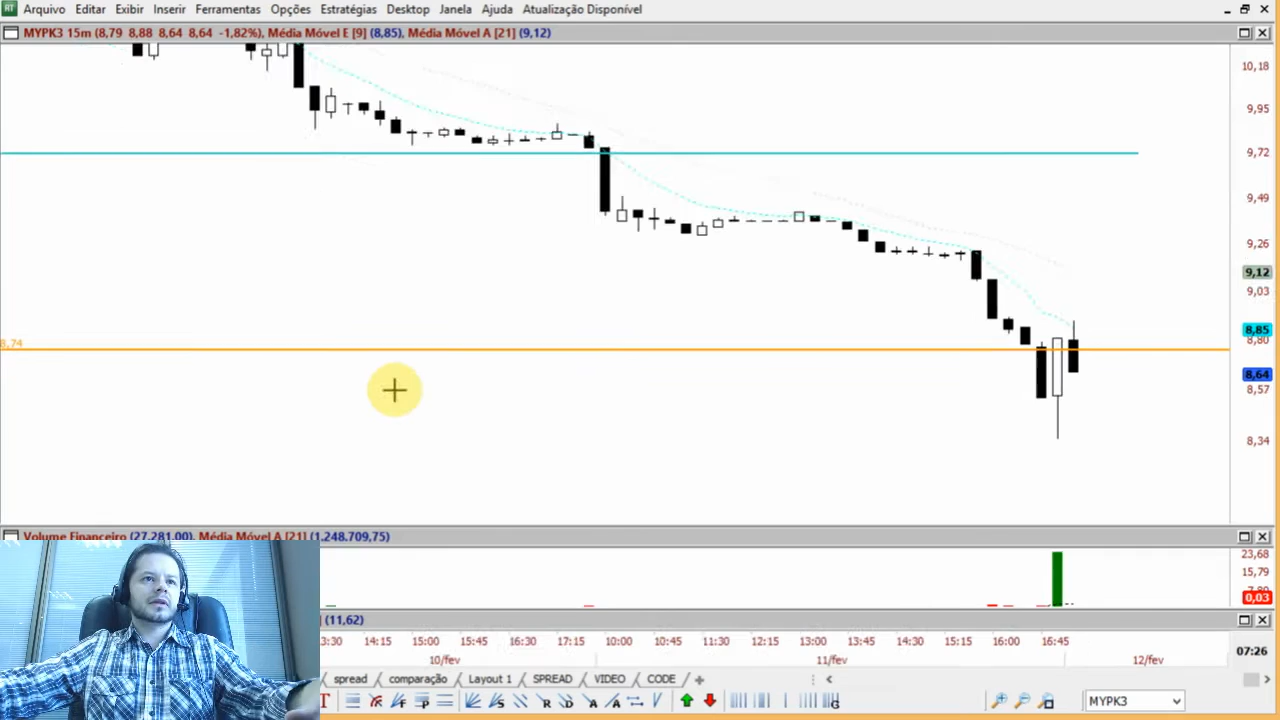 RT Arquivo Editar Exibir Inserir Ferramentas Opções Estratégias Desktop Janela Ajuda Atualização Disponível
MYPK3 15m (8,79 8,88 8,64 8,64 -1,82%), Média Móvel E [9] (8,85), Média Móvel A [21] (9,12)
10,18
9,95
9,72
9,49
9,26
9,12
9,03
8,85
8,80
8,74
8,64
8,57
8,34
Volume Financeiro (27.281,00), Média Móvel A [21] (1.248.709,75)
23,68
15,79
0,03
(11,62)
3:30 14:15 15:00 15:45 16:30 17:15 10:00 10:45 11:30 12:15 13:00 13:45 14:30 15:15 16:00 16:45
07:26
10/fev 11/fev 12/fev
spread comparação Layout 1 SPREAD VIDEO CODE
MYPK3